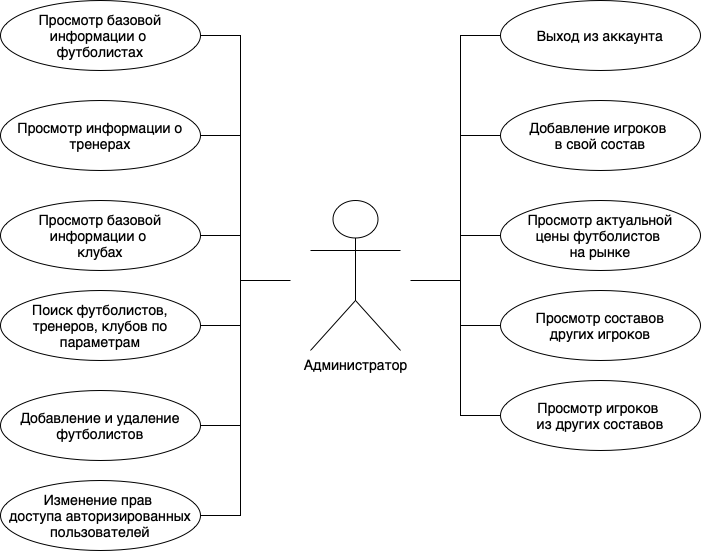 Просмотр базовой
информации о
футболистах
Просмотр информации о
тренерах
Просмотр базовой
информации о
клубах
Поиск футболистов,
тренеров, клубов по
параметрам
Добавление и удаление
футболистов
Изменение прав
доступа авторизированных
пользователей
Администратор
Выход из аккаунта
Добавление игроков
в свой состав
Просмотр актуальной
цены футболистов
на рынке
Просмотр составов
других игроков
Просмотр игроков
из других составов